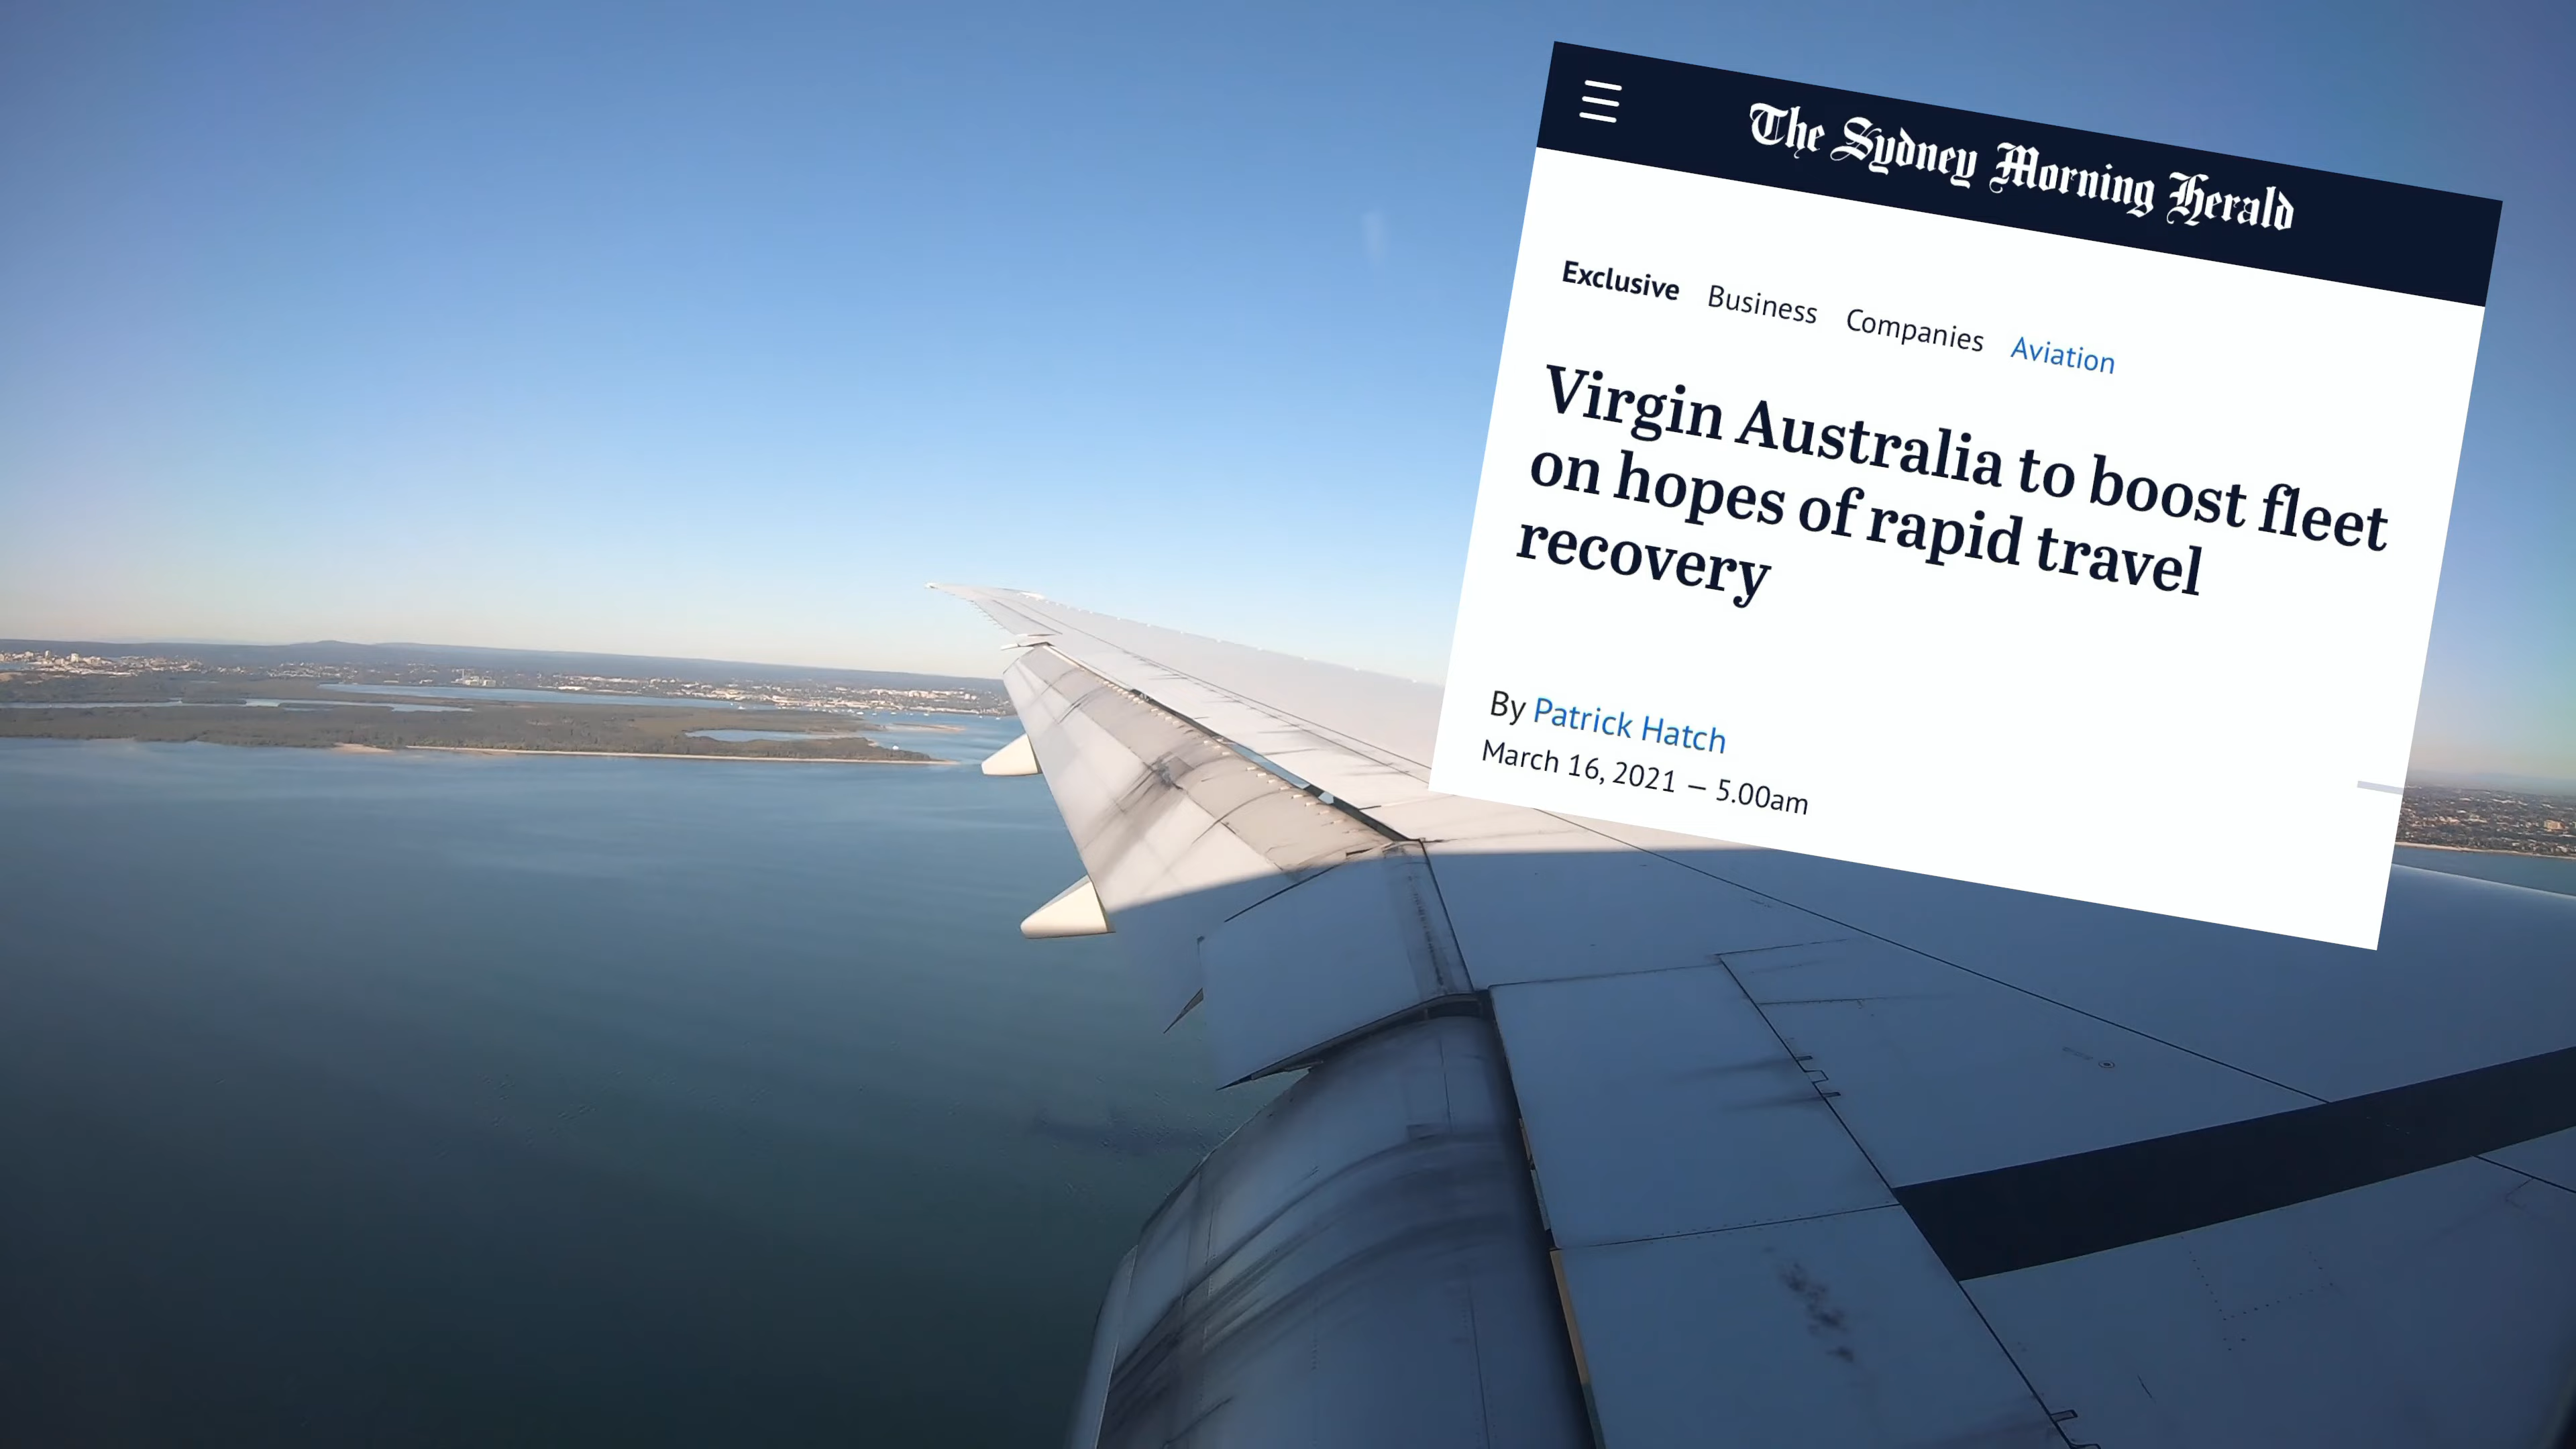 The Sydney Morning Herald
Exclusive Business Companies Aviation
Virgin Australia to boost fleet
on hopes of rapid travel
recovery
By Patrick Hatch
March 16, 2021 — 5.00am